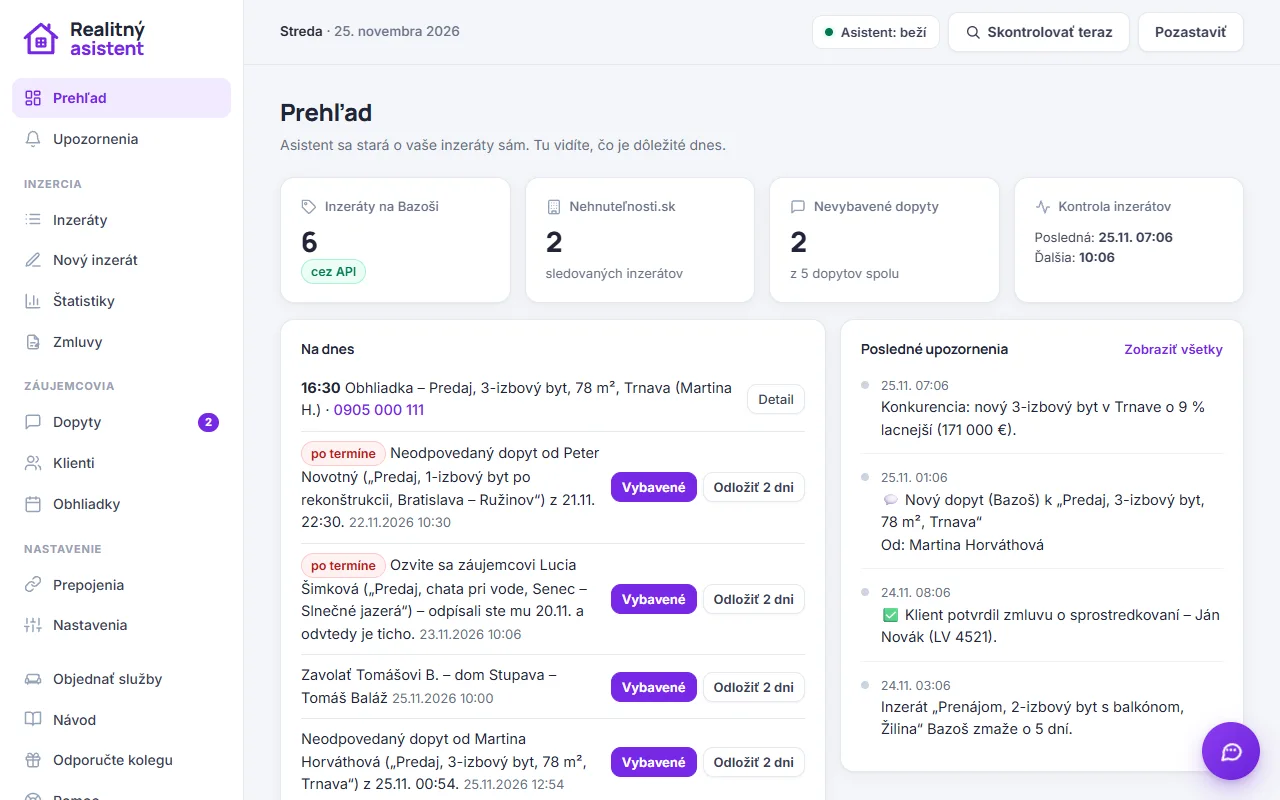 Realitný
asistent
Prehľad
Upozornenia
INZERCIA
Inzeráty
Nový inzerát
Štatistiky
Zmluvy
ZÁUJEMCOVIA
Dopyty 2
Klienti
Obhliadky
NASTAVENIE
Prepojenia
Nastavenia
Objednať služby
Návod
Odporučte kolegu
Streda · 25. novembra 2026
Asistent: beží
Skontrolovať teraz
Pozastaviť
Prehľad
Asistent sa stará o vaše inzeráty sám. Tu vidíte, čo je dôležité dnes.
Inzeráty na Bazoši
6
cez API
Nehnuteľnosti.sk
2
sledovaných inzerátov
Nevybavené dopyty
2
z 5 dopytov spolu
Kontrola inzerátov
Posledná: 25.11. 07:06
Ďalšia: 10:06
Na dnes
16:30 Obhliadka – Predaj, 3-izbový byt, 78 m², Trnava (Martina
H.) · 0905 000 111
Detail
po termíne Neodpovedaný dopyt od Peter
Novotný („Predaj, 1-izbový byt po
rekonštrukcii, Bratislava – Ružinov“) z 21.11.
22:30. 22.11.2026 10:30
Vybavené
Odložiť 2 dni
po termíne Ozvite sa záujemcovi Lucia
Šimková („Predaj, chata pri vode, Senec –
Slnečné jazerá“) – odpísali ste mu 20.11. a
odvtedy je ticho. 23.11.2026 10:06
Vybavené
Odložiť 2 dni
Zavolať Tomášovi B. – dom Stupava –
Tomáš Baláž 25.11.2026 10:00
Vybavené
Odložiť 2 dni
Neodpovedaný dopyt od Martina
Horváthová („Predaj, 3-izbový byt, 78 m²,
Trnava“) z 25.11. 00:54. 25.11.2026 12:54
Vybavené
Odložiť 2 dni
Posledné upozornenia
Zobraziť všetky
25.11. 07:06
Konkurencia: nový 3-izbový byt v Trnave o 9 %
lacnejší (171 000 €).
25.11. 01:06
Nový dopyt (Bazoš) k „Predaj, 3-izbový byt,
78 m², Trnava“
Od: Martina Horváthová
24.11. 08:06
Klient potvrdil zmluvu o sprostredkovaní – Ján
Novák (LV 4521).
24.11. 03:06
Inzerát „Prenájom, 2-izbový byt s balkónom,
Žilina“ Bazoš zmaže o 5 dní.